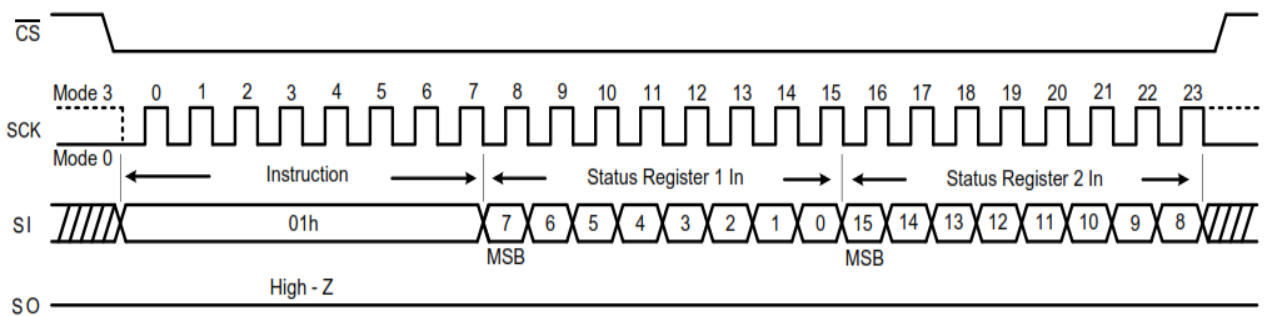 CS
Mode 3 0 1 2 3 4 5 6 7 8 9 10 11 12 13 14 15 16 17 18 19 20 21 22 23
SCK
Mode 0
Instruction Status Register 1 In Status Register 2 In
SI 01h 7 6 5 4 3 2 1 0 15 14 13 12 11 10 9 8
MSB MSB
High - Z
SO